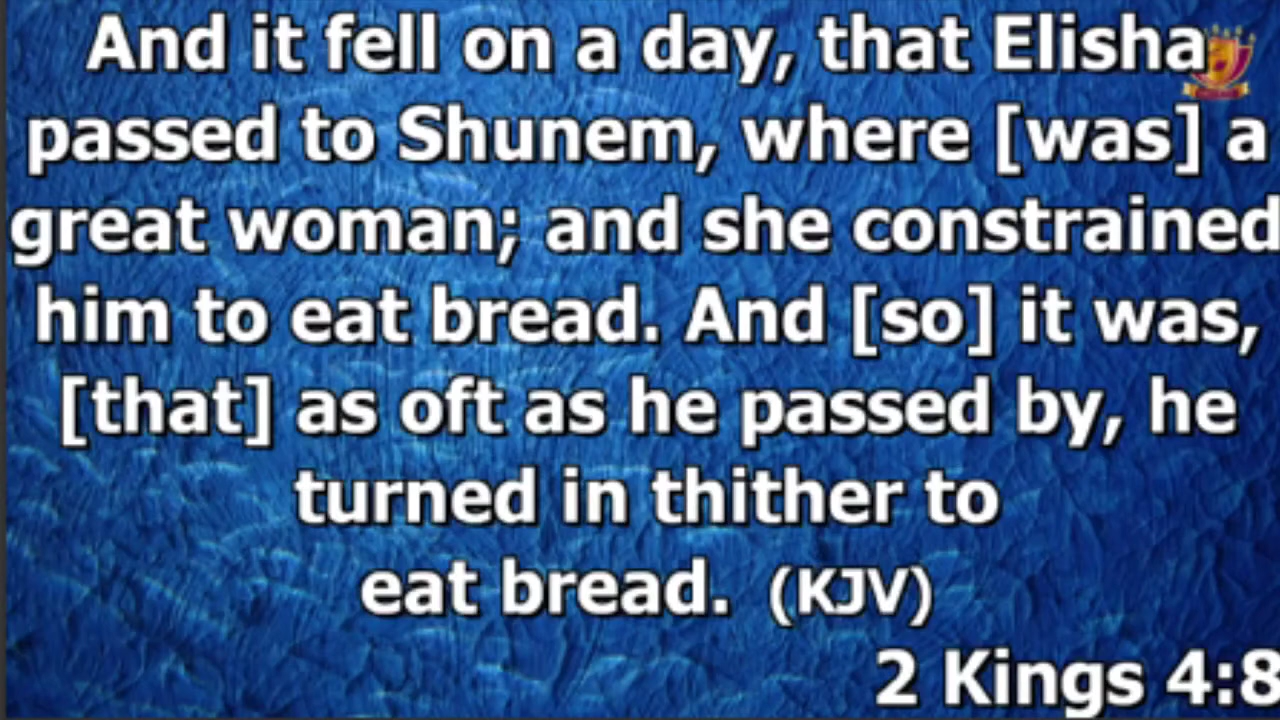 And it fell on a day, that Elisha
passed to Shunem, where [was] a
great woman; and she constrained
him to eat bread. And [so] it was,
[that] as oft as he passed by, he
turned in thither to
eat bread. (KJV)
2 Kings 4:8